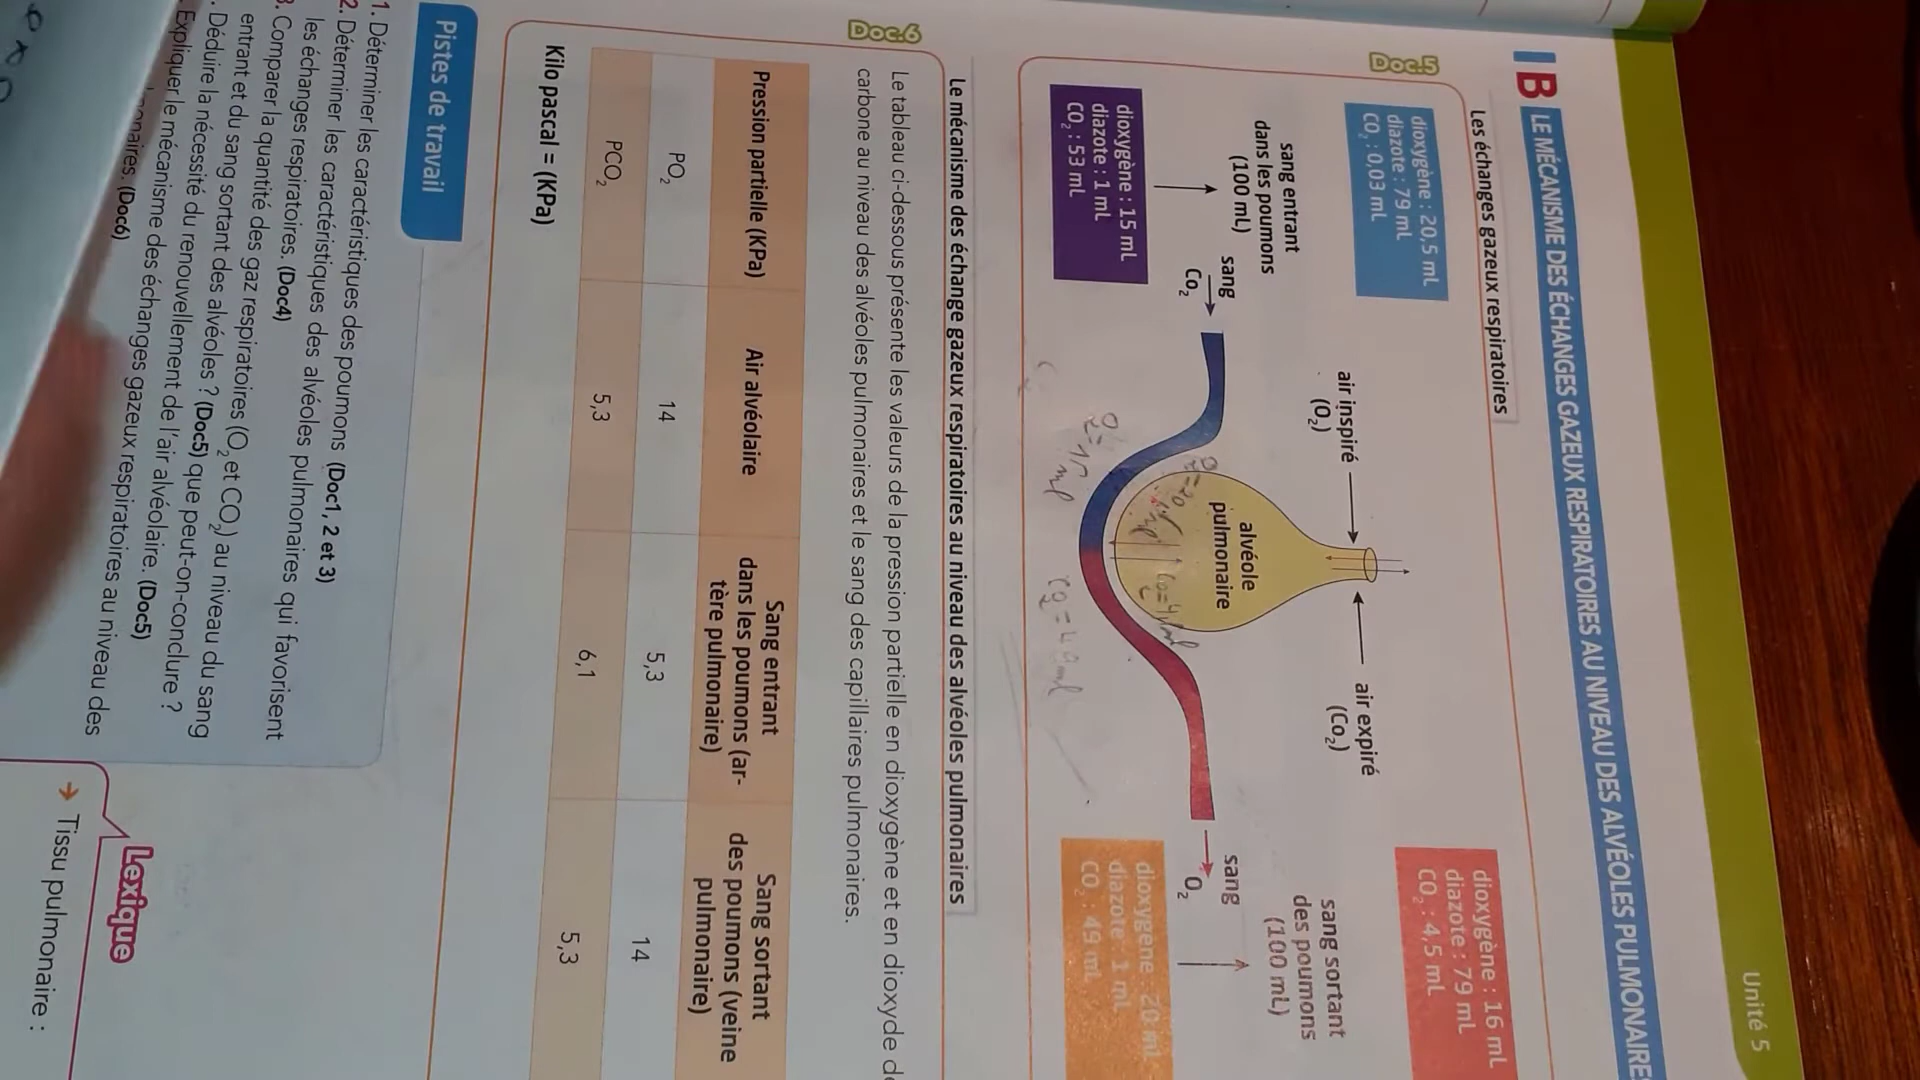 Unité 5
B LE MÉCANISME DES ÉCHANGES GAZEUX RESPIRATOIRES AU NIVEAU DES ALVÉOLES PULMONAIRES
Les échanges gazeux respiratoires
Doc.5
dioxygène : 20,5 mL
diazote : 79 mL
CO₂ : 0,03 mL
air inspiré
(O₂)
air expiré
(Co₂)
dioxygène : 16 mL
diazote : 79 mL
CO₂ : 4,5 mL
sang entrant
dans les poumons
(100 mL)
sang
Co₂
alvéole
pulmonaire
sang
O₂
sang sortant
des poumons
(100 mL)
dioxygène : 15 mL
diazote : 1 mL
CO₂ : 53 mL
dioxygène : 20 mL
diazote : 1 mL
CO₂ : 49 mL
O₂ = 15 ml
CO₂ = 49 ml
Le mécanisme des échange gazeux respiratoires au niveau des alvéoles pulmonaires
Doc.6
Le tableau ci-dessous présente les valeurs de la pression partielle en dioxygène et en dioxyde de
carbone au niveau des alvéoles pulmonaires et le sang des capillaires pulmonaires.
Pression partielle (KPa) Air alvéolaire Sang entrant dans les poumons (ar-tère pulmonaire) Sang sortant des poumons (veine pulmonaire)
PO₂ 14 5,3 14
PCO₂ 5,3 6,1 5,3
Kilo pascal = (KPa)
Pistes de travail
1. Déterminer les caractéristiques des poumons (Doc1, 2 et 3)
2. Déterminer les caractéristiques des alvéoles pulmonaires qui favorisent
les échanges respiratoires. (Doc4)
3. Comparer la quantité des gaz respiratoires (O₂ et CO₂) au niveau du sang
entrant et du sang sortant des alvéoles ? (Doc5) que peut-on-conclure ?
. Déduire la nécessité du renouvellement de l'air alvéolaire. (Doc5)
. Expliquer le mécanisme des échanges gazeux respiratoires au niveau des
(Doc6)
Lexique
→ Tissu pulmonaire :